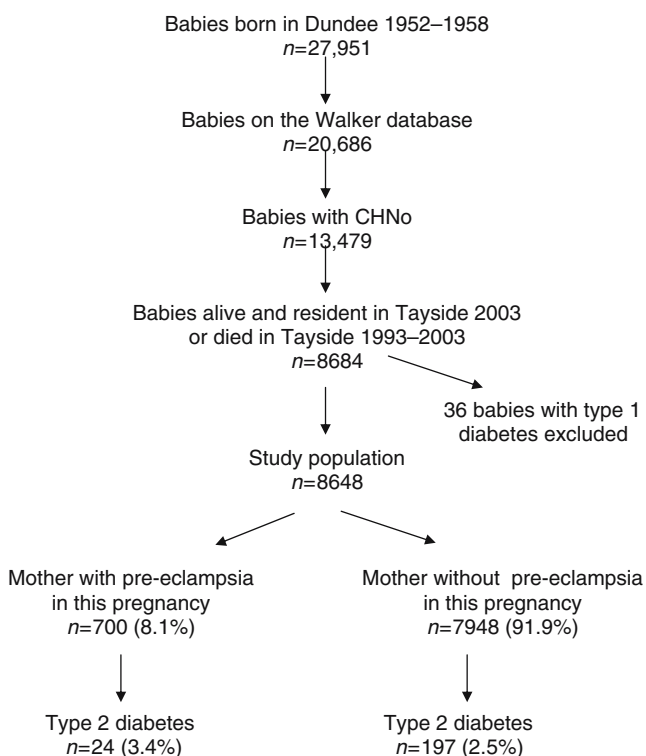 Babies born in Dundee 1952–1958
n=27,951
Babies on the Walker database
n=20,686
Babies with CHNo
n=13,479
Babies alive and resident in Tayside 2003
or died in Tayside 1993–2003
n=8684
36 babies with type 1
diabetes excluded
Study population
n=8648
Mother with pre-eclampsia
in this pregnancy
n=700 (8.1%)
Mother without pre-eclampsia
in this pregnancy
n=7948 (91.9%)
Type 2 diabetes
n=24 (3.4%)
Type 2 diabetes
n=197 (2.5%)